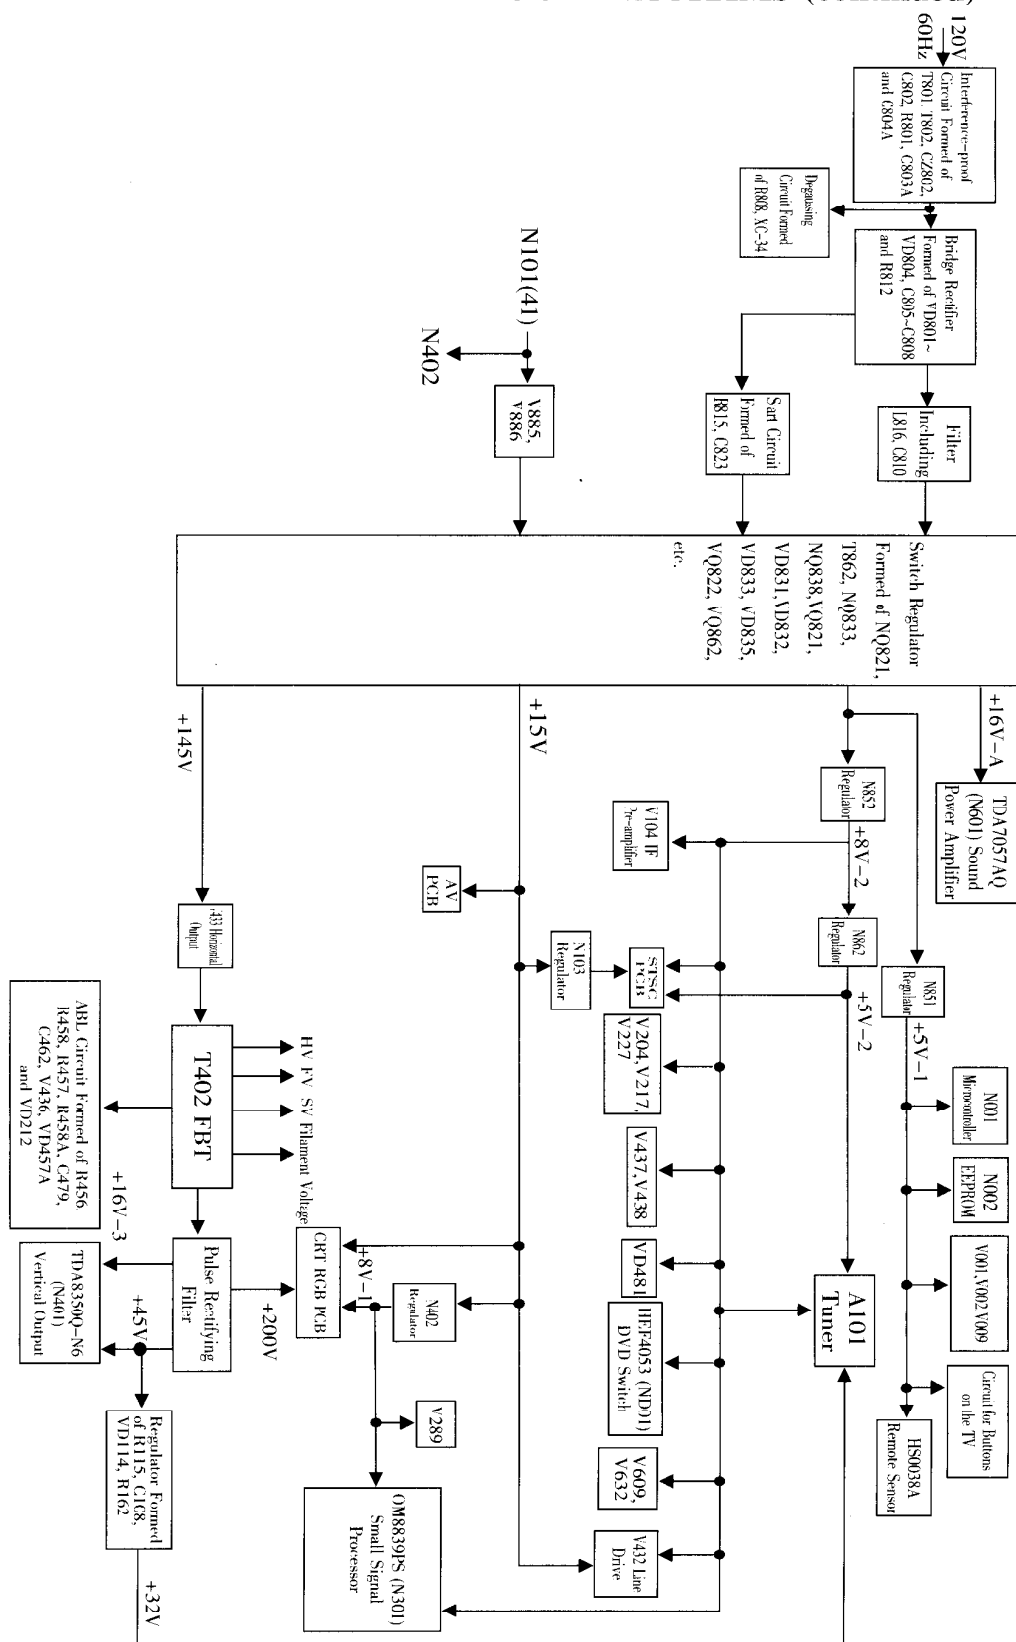 (continued)
120V
60Hz
Interference-proof
Circuit Formed of
T801, T802, CZ802,
C802, R801, C803A
and C804A
Degaussing
Circuit Formed
of R808, XC-34
Bridge Rectifier
Formed of VD801~
VD804, C805~C808
and R812
Filter
Including
L816, C810
Sart Circuit
Formed of
R815, C823
N101(41)
N402
V885,
V886
Switch Regulator
Formed of NQ821,
T862, NQ833,
NQ838,VQ821,
VD831,VD832,
VD833, VD835,
VQ822, VQ862,
etc.
+16V-A
TDA7057AQ
(N601) Sound
Power Amplifier
N852
Regulator
+8V-2
N862
Regulator
+5V-2
N851
Regulator
+5V-1
N001
Microcontroller
N002
EEPROM
V001,V002V009
Circuit for Buttons
on the TV
HS0038A
Remote Sensor
A101
Tuner
V104 IF
Pre-amplifier
STSC
PCB
N103
Regulator
V204,V217,
V227
V437,V438
VD481
HEF4053 (ND01)
DVD Switch
V609,
V632
V432 Line
Drive
+15V
AV
PCB
N402
Regulator
+8V-1
CRT RGB PCB
V289
OM8839PS (N301)
Small Signal
Processor
+145V
Horizontal
Output
T402 FBT
HV FV SV Filament Voltage
ABL Circuit Formed of R456,
R458, R457, R458A, C479,
C462, V436, VD457A
and VD212
Pulse Rectifying
Filter
+200V
+16V-3
+45V
TDA8350Q-N6
(N401)
Vertical Output
Regulator Formed
of R115, C1C8,
VD114, R162
+32V